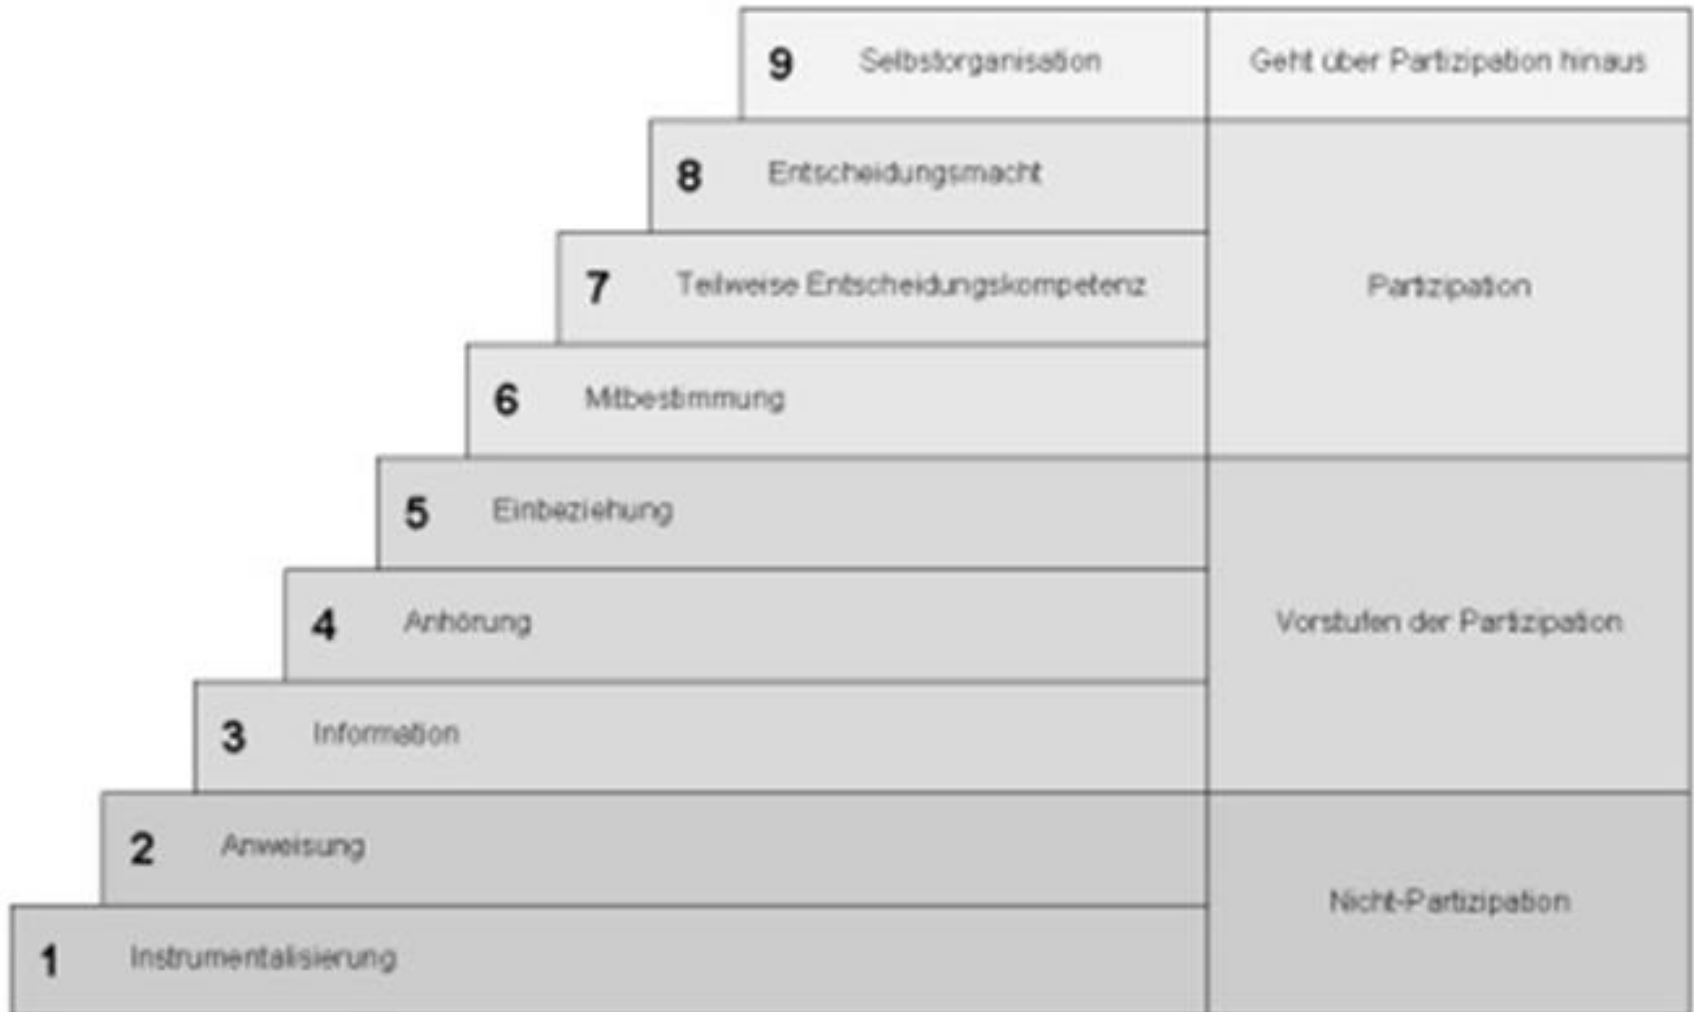 9 Selbstorganisation Geht über Partizipation hinaus
8 Entscheidungsmacht
7 Teilweise Entscheidungskompetenz Partizipation
6 Mitbestimmung
5 Einbeziehung
4 Anhörung Vorstufen der Partizipation
3 Information
2 Anweisung
Nicht-Partizipation
1 Instrumentalisierung